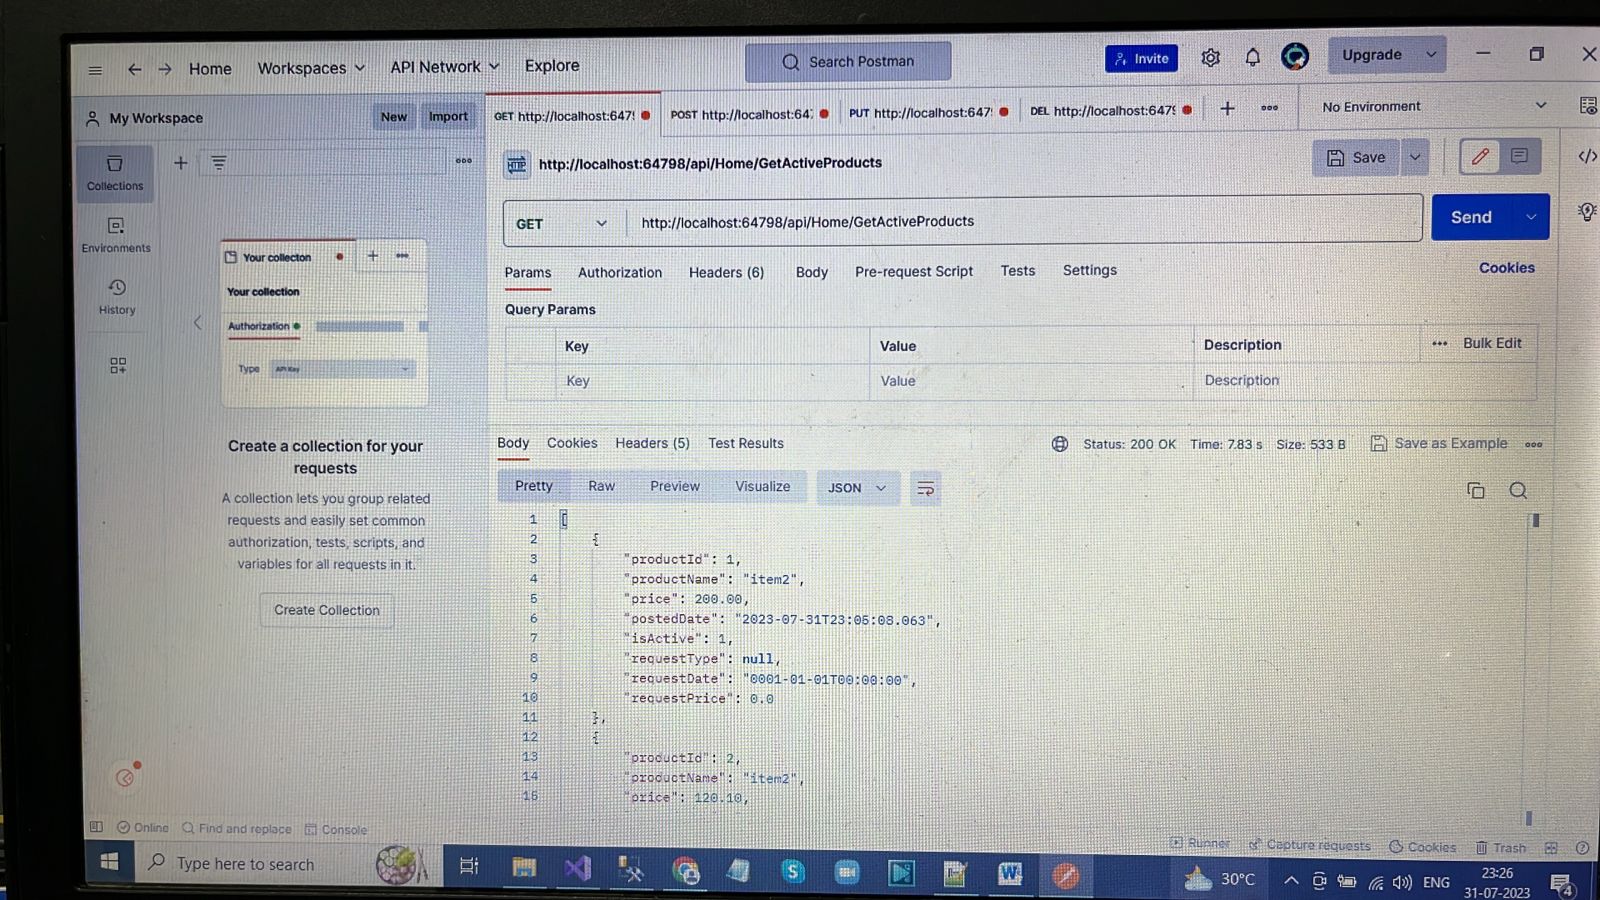 Home
Workspaces
API Network
Explore
Search Postman
Invite
Upgrade
My Workspace
New
Import
GET http://localhost:6479
POST http://localhost:64
PUT http://localhost:647
DEL http://localhost:6479
No Environment
Collections
HTTP
http://localhost:64798/api/Home/GetActiveProducts
Save
Environments
GET
http://localhost:64798/api/Home/GetActiveProducts
Send
Your collecton
Your collection
Authorization
Type
API Key
History
Params
Authorization
Headers (6)
Body
Pre-request Script
Tests
Settings
Cookies
Query Params
Key
Value
Description
Bulk Edit
Key
Value
Description
Create a collection for your
requests
A collection lets you group related
requests and easily set common
authorization, tests, scripts, and
variables for all requests in it.
Create Collection
Body
Cookies
Headers (5)
Test Results
Status: 200 OK
Time: 7.83 s
Size: 533 B
Save as Example
Pretty
Raw
Preview
Visualize
JSON
1 [
2 {
3 "productId": 1,
4 "productName": "item2",
5 "price": 200.00,
6 "postedDate": "2023-07-31T23:05:08.063",
7 "isActive": 1,
8 "requestType": null,
9 "requestDate": "0001-01-01T00:00:00",
10 "requestPrice": 0.0
11 },
12 {
13 "productId": 2,
14 "productName": "item2",
15 "price": 120.10,
Online
Find and replace
Console
Runner
Capture requests
Cookies
Trash
Type here to search
30°C
ENG
23:26
31-07-2023
4